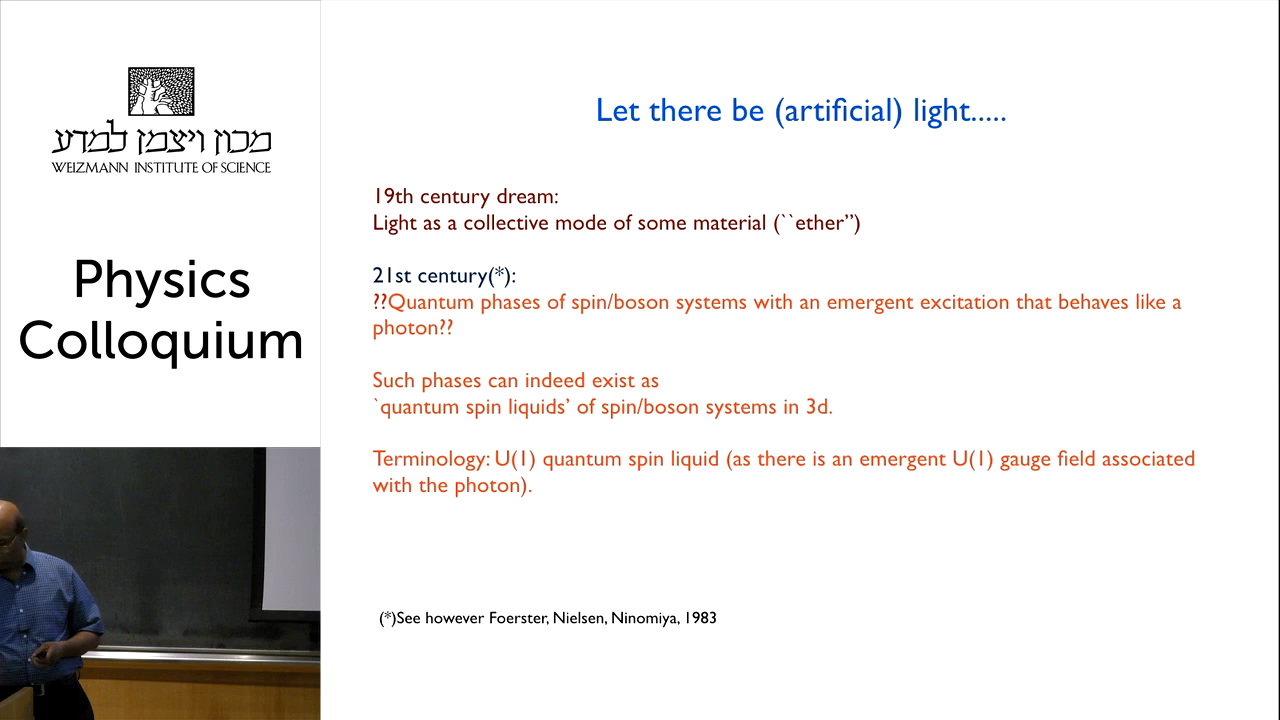 מכון ויצמן למדע
WEIZMANN INSTITUTE OF SCIENCE
Physics
Colloquium
Let there be (artificial) light.....
19th century dream:
Light as a collective mode of some material (``ether”)
21st century(*):
??Quantum phases of spin/boson systems with an emergent excitation that behaves like a
photon??
Such phases can indeed exist as
`quantum spin liquids’ of spin/boson systems in 3d.
Terminology: U(1) quantum spin liquid (as there is an emergent U(1) gauge field associated
with the photon).
(*)See however Foerster, Nielsen, Ninomiya, 1983